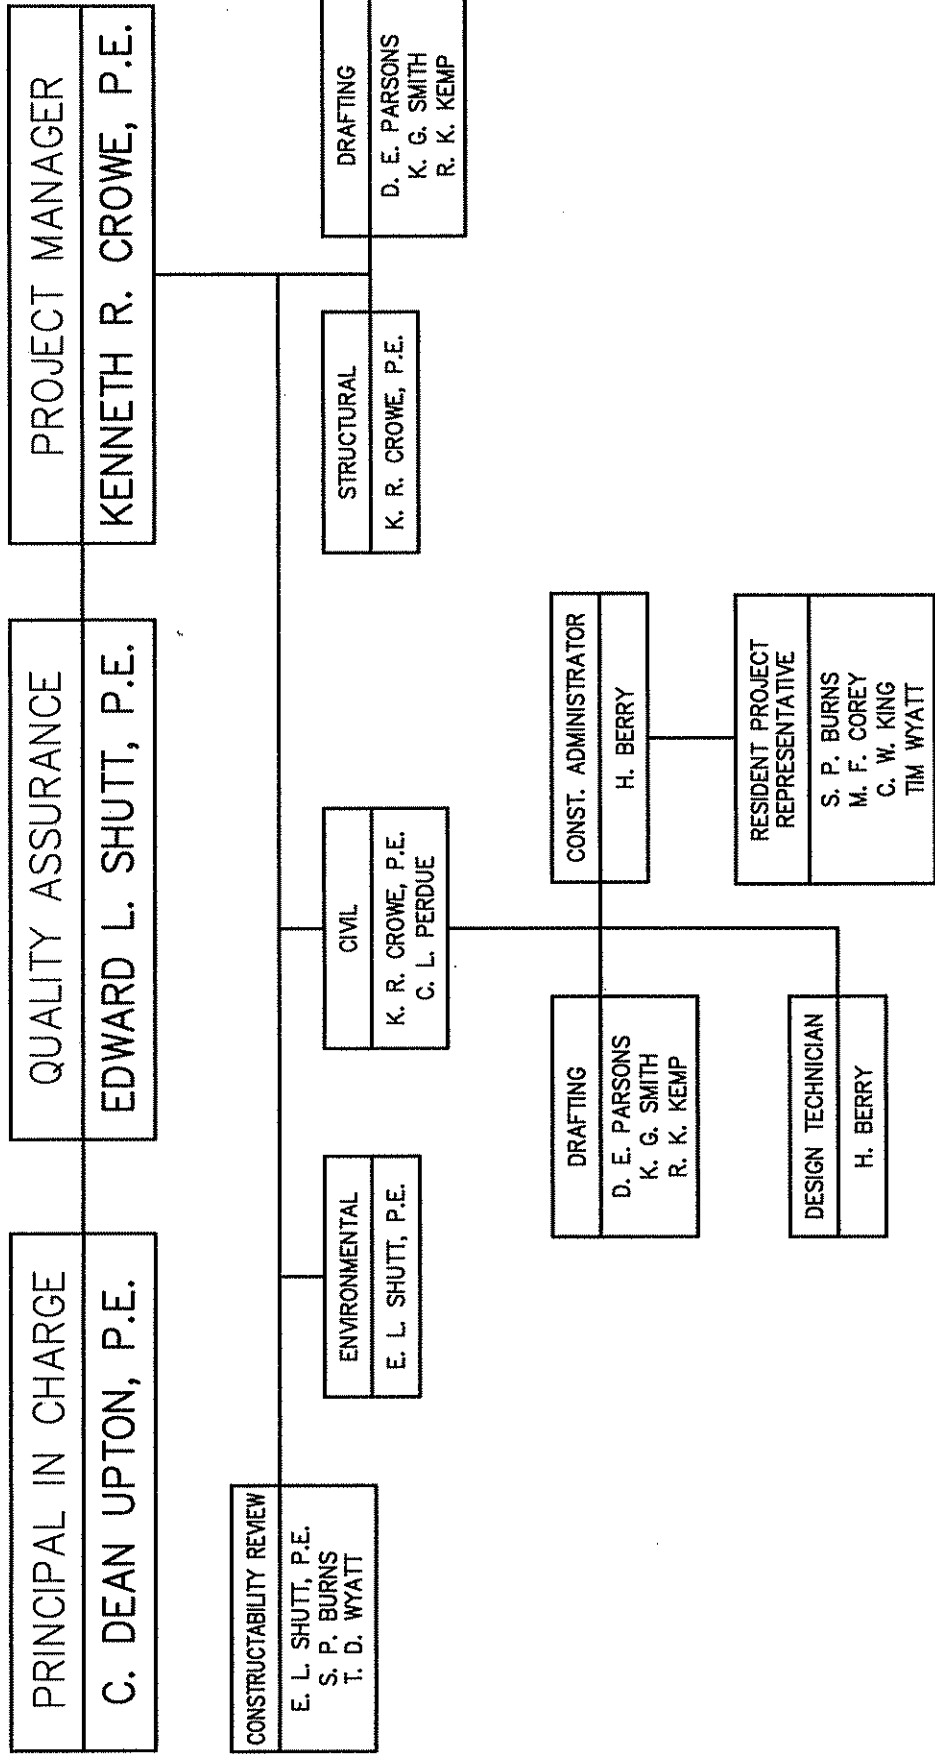 PRINCIPAL IN CHARGE
C. DEAN UPTON, P.E.
QUALITY ASSURANCE
EDWARD L. SHUTT, P.E.
PROJECT MANAGER
KENNETH R. CROWE, P.E.
CONSTRUCTABILITY REVIEW
E. L. SHUTT, P.E.
S. P. BURNS
T. D. WYATT
ENVIRONMENTAL
E. L. SHUTT, P.E.
CIVIL
K. R. CROWE, P.E.
C. L. PERDUE
STRUCTURAL
K. R. CROWE, P.E.
DRAFTING
D. E. PARSONS
K. G. SMITH
R. K. KEMP
DRAFTING
D. E. PARSONS
K. G. SMITH
R. K. KEMP
CONST. ADMINISTRATOR
H. BERRY
DESIGN TECHNICIAN
H. BERRY
RESIDENT PROJECT
REPRESENTATIVE
S. P. BURNS
M. F. COREY
C. W. KING
TIM WYATT